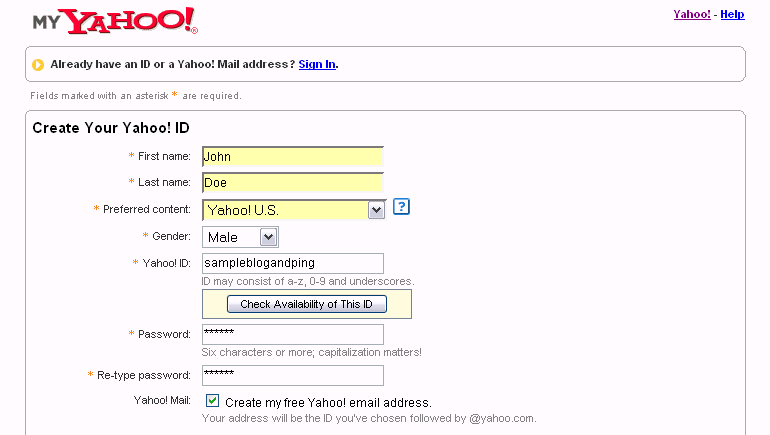 MY YAHOO!®
Yahoo! - Help
Already have an ID or a Yahoo! Mail address? Sign In.
Fields marked with an asterisk * are required.
Create Your Yahoo! ID
* First name: John
* Last name: Doe
* Preferred content: Yahoo! U.S. ?
* Gender: Male
* Yahoo! ID: sampleblogandping
ID may consist of a-z, 0-9 and underscores.
Check Availability of This ID
* Password: ******
Six characters or more; capitalization matters!
* Re-type password: ******
Yahoo! Mail: Create my free Yahoo! email address.
Your address will be the ID you've chosen followed by @yahoo.com.